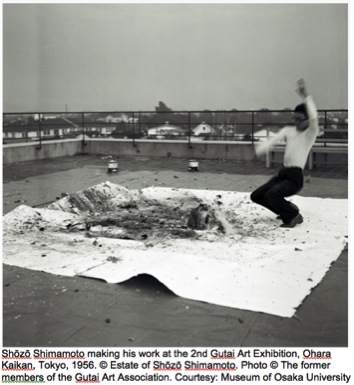 Shōzō Shimamoto making his work at the 2nd Gutai Art Exhibition, Ohara
Kaikan, Tokyo, 1956. © Estate of Shōzō Shimamoto. Photo © The former
members of the Gutai Art Association. Courtesy: Museum of Osaka University